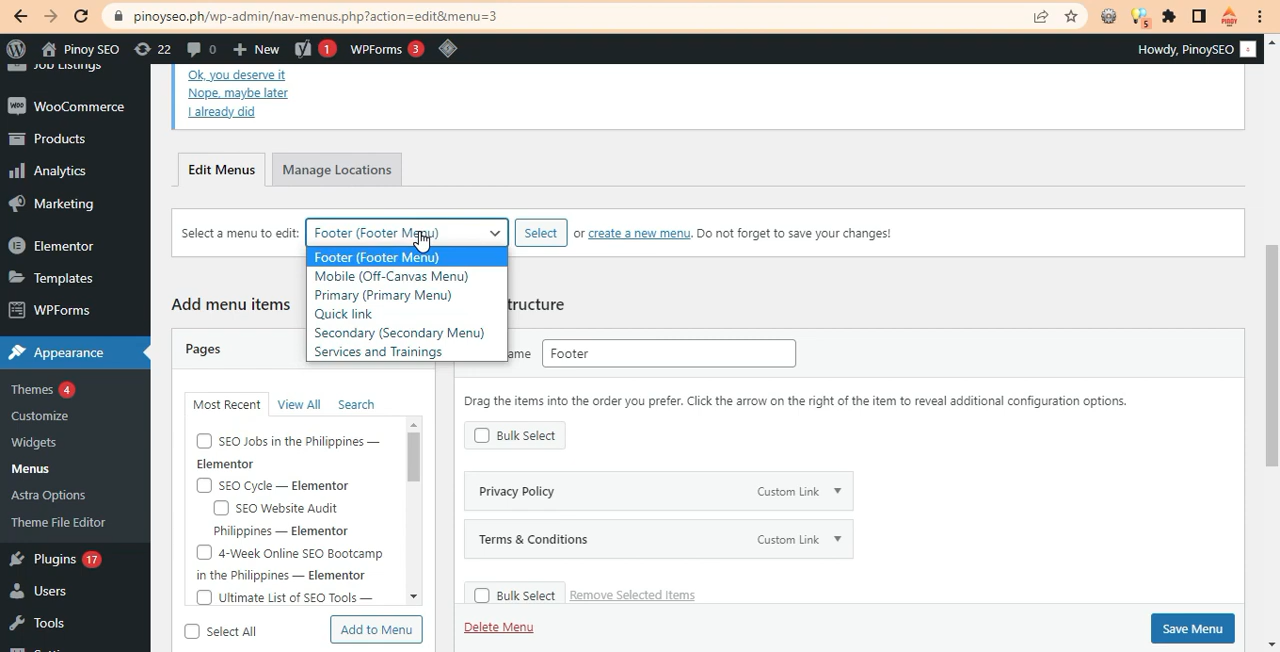 pinoyseo.ph/wp-admin/nav-menus.php?action=edit&menu=3
5
Pinoy SEO 22 0 New 1 WPForms 3 Howdy, PinoySEO
Job Listings
WooCommerce
Products
Analytics
Marketing
Elementor
Templates
WPForms
Appearance
Themes 4
Customize
Widgets
Menus
Astra Options
Theme File Editor
Plugins 17
Users
Tools
Ok, you deserve it
Nope, maybe later
I already did
Edit Menus Manage Locations
Select a menu to edit: Footer (Footer Menu) Select or create a new menu. Do not forget to save your changes!
Footer (Footer Menu)
Mobile (Off-Canvas Menu)
Primary (Primary Menu)
Quick link
Secondary (Secondary Menu)
Services and Trainings
Add menu items
Pages
Most Recent View All Search
SEO Jobs in the Philippines —
Elementor
SEO Cycle — Elementor
SEO Website Audit
Philippines — Elementor
4-Week Online SEO Bootcamp
in the Philippines — Elementor
Ultimate List of SEO Tools —
Select All Add to Menu
Footer
Drag the items into the order you prefer. Click the arrow on the right of the item to reveal additional configuration options.
Bulk Select
Privacy Policy Custom Link
Terms & Conditions Custom Link
Bulk Select Remove Selected Items
Delete Menu Save Menu